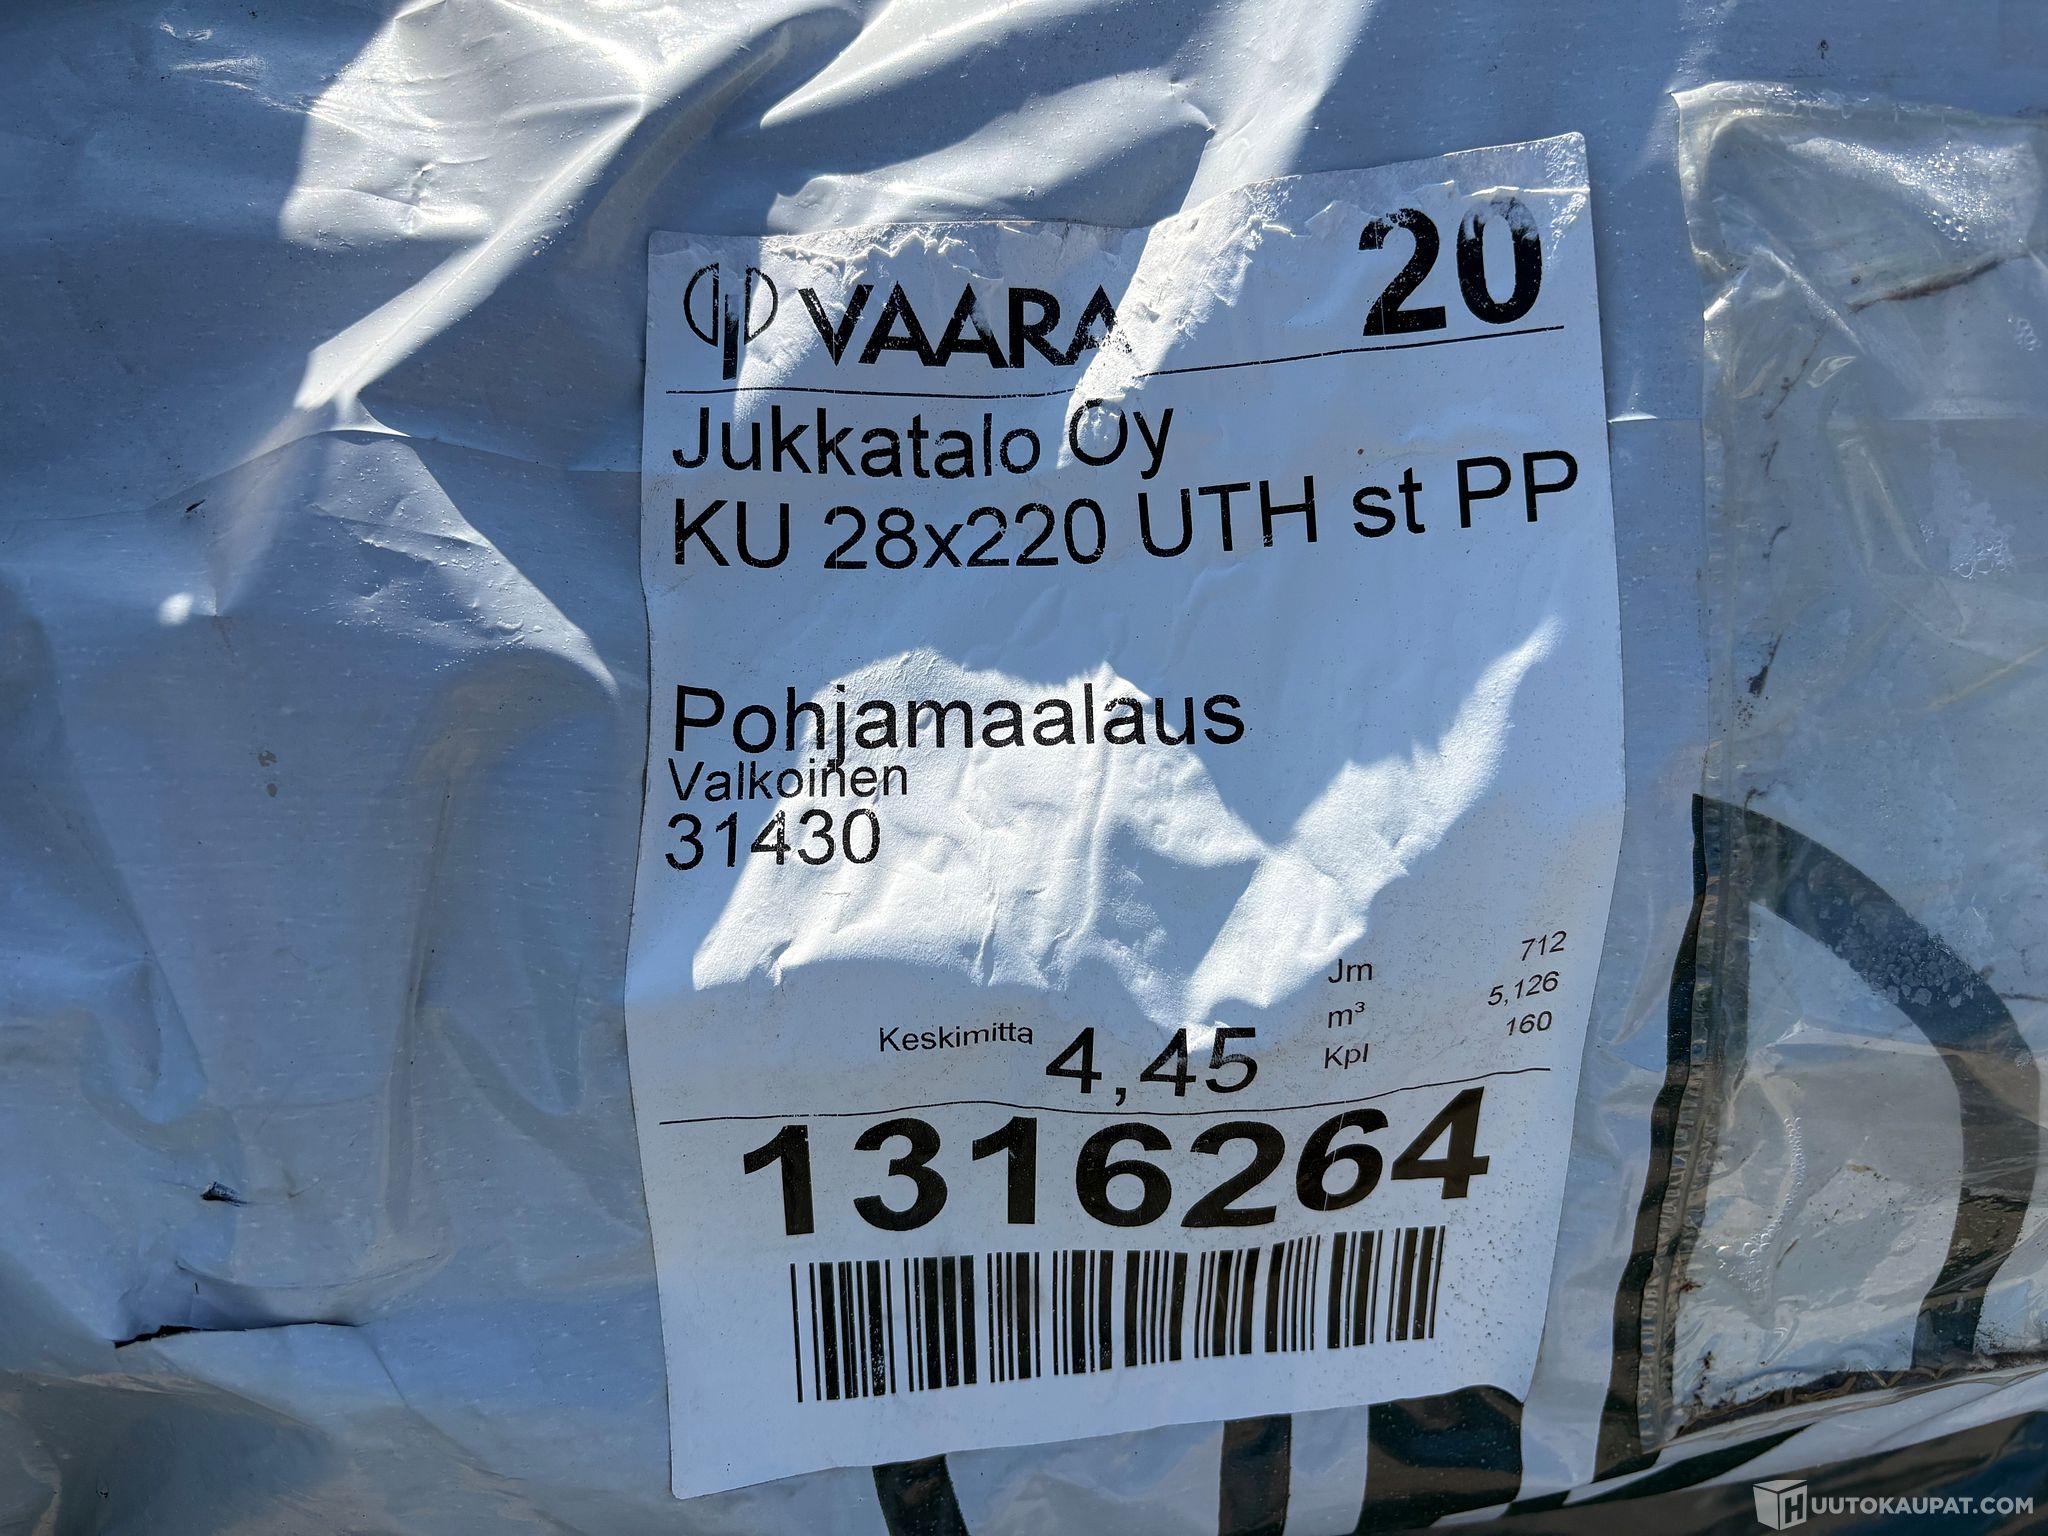 VAARA 20
Jukkatalo Oy
KU 28x220 UTH st PP
Pohjamaalaus
Valkoinen
31430
Jm 712
m³ 5,126
Keskimitta 4,45 Kpl 160
1316264
HUUTOKAUPAT.COM